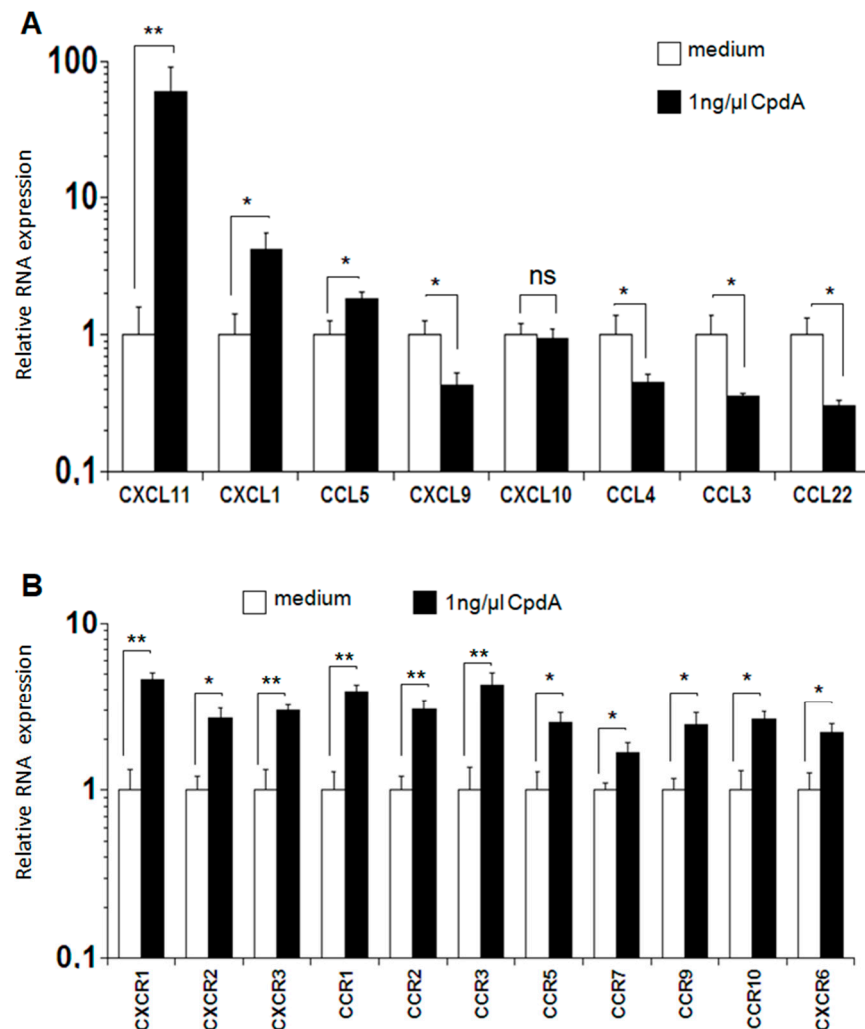 A
medium
1ng/µl CpdA
Relative RNA expression
100
10
1
0.1
** * * * ns * * *
CXCL11 CXCL1 CCL5 CXCL9 CXCL10 CCL4 CCL3 CCL22
B
medium 1ng/µl CpdA
Relative RNA expression
10
1
0.1
** * ** ** ** ** * * * * *
CXCR1 CXCR2 CXCR3 CCR1 CCR2 CCR3 CCR5 CCR7 CCR9 CCR10 CXCR6